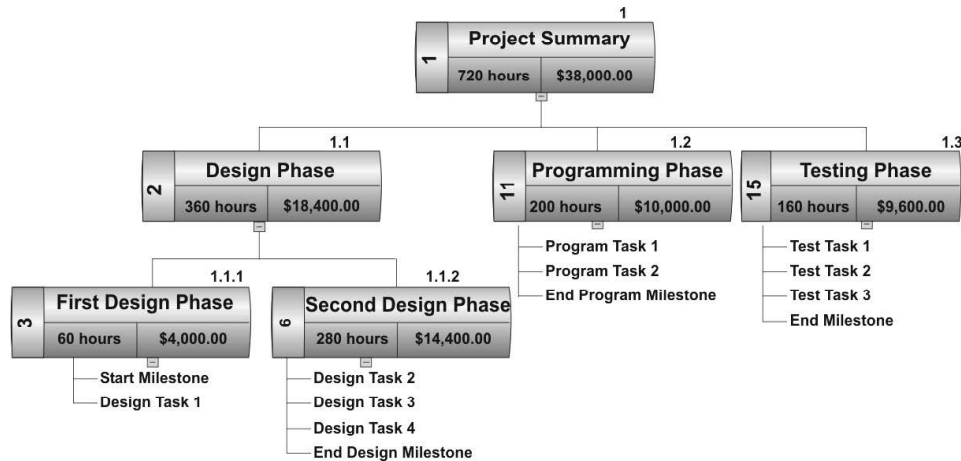 1
1
Project Summary
720 hours $38,000.00
1.1
2
Design Phase
360 hours $18,400.00
1.2
11
Programming Phase
200 hours $10,000.00
1.3
15
Testing Phase
160 hours $9,600.00
1.1.1
3
First Design Phase
60 hours $4,000.00
Start Milestone
Design Task 1
1.1.2
6
Second Design Phase
280 hours $14,400.00
Design Task 2
Design Task 3
Design Task 4
End Design Milestone
Program Task 1
Program Task 2
End Program Milestone
Test Task 1
Test Task 2
Test Task 3
End Milestone